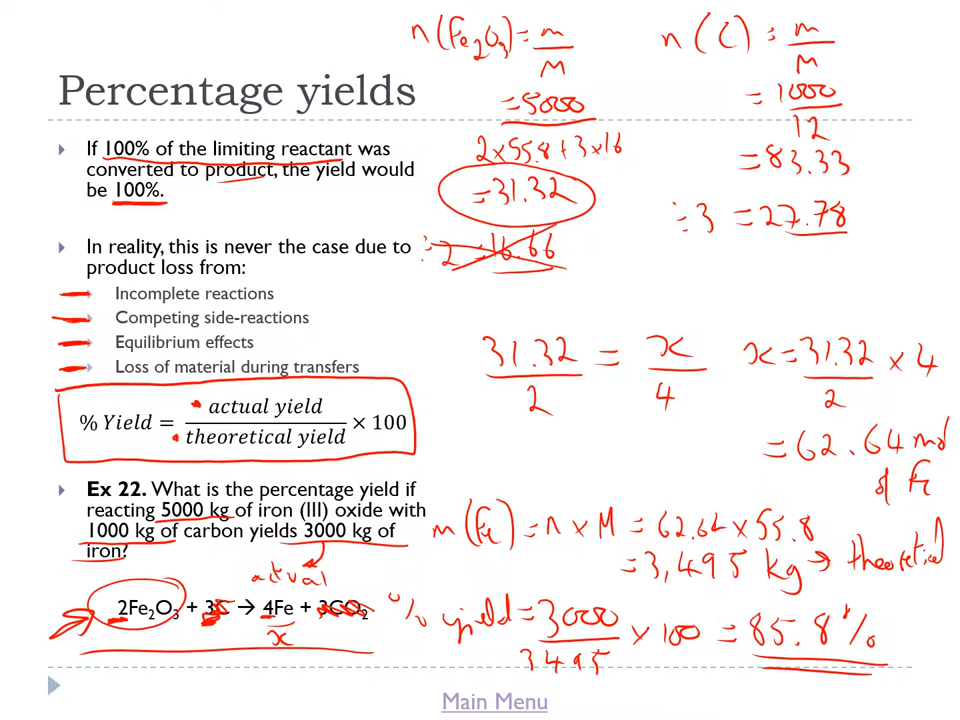 Percentage yields
If 100% of the limiting reactant was
converted to product, the yield would
be 100%.
In reality, this is never the case due to
product loss from:
Incomplete reactions
Competing side-reactions
Equilibrium effects
Loss of material during transfers
% Yield = actual yield / theoretical yield × 100
Ex 22. What is the percentage yield if
reacting 5000 kg of iron (III) oxide with
1000 kg of carbon yields 3000 kg of
iron?
actual
2Fe₂O₃ + 3C → 4Fe + 3CO₂
x
n(Fe₂O₃) = m / M
= 5000
2×55.8+3×16
= 31.32
÷2 = 16.66
n(C) = m / M
= 1000
12
= 83.33
÷3 = 27.78
31.32 / 2 = x / 4
x = 31.32 / 2 × 4
= 62.64 mol
of Fe
m(Fe) = n × M = 62.64 × 55.8
= 3,495 kg → theoretical
% yield = 3000 / 3495 × 100 = 85.8%
Main Menu